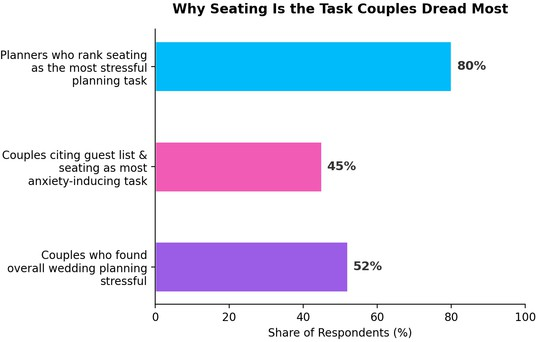 Why Seating Is the Task Couples Dread Most
Planners who rank seating
as the most stressful
planning task
80%
Couples citing guest list &
seating as most
anxiety-inducing task
45%
Couples who found
overall wedding planning
stressful
52%
0 20 40 60 80 100
Share of Respondents (%)